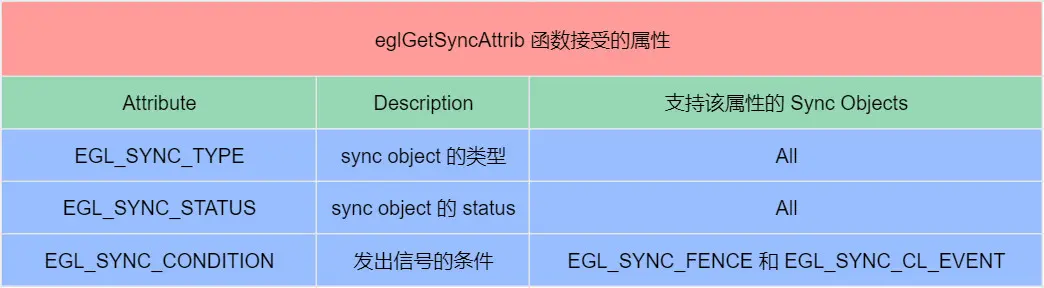 eglGetSyncAttrib 函数接受的属性
Attribute Description 支持该属性的 Sync Objects
EGL_SYNC_TYPE sync object 的类型 All
EGL_SYNC_STATUS sync object 的 status All
EGL_SYNC_CONDITION 发出信号的条件 EGL_SYNC_FENCE 和 EGL_SYNC_CL_EVENT